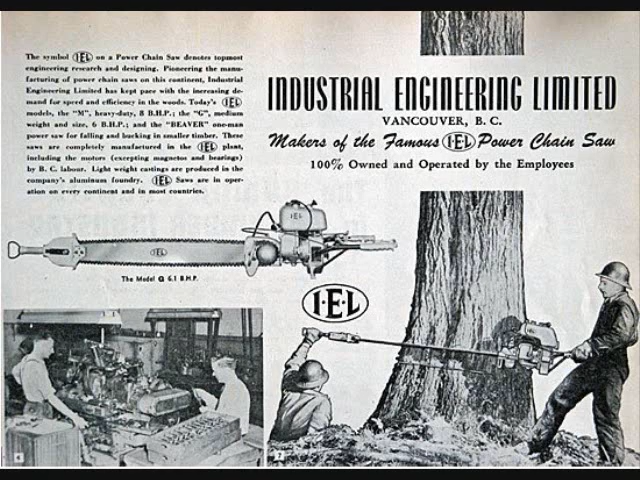 The symbol I·E·L on a Power Chain Saw denotes topmost
engineering research and designing. Pioneering the manu-
facturing of power chain saws on this continent, Industrial
Engineering Limited has kept pace with the increasing de-
mand for speed and efficiency in the woods. Today's I·E·L
models, the "M", heavy-duty, 8 B.H.P.; the "G", medium
weight and size, 6 B.H.P.; and the "BEAVER" one-man
power saw for falling and bucking in smaller timber. These
saws are completely manufactured in the I·E·L plant,
including the motors (excepting magnetos and bearings)
by B.C. labour. Light weight castings are produced in the
company's aluminum foundry. I·E·L Saws are in oper-
ation on every continent and in most countries.
INDUSTRIAL ENGINEERING LIMITED
VANCOUVER, B. C.
Makers of the Famous I·E·L Power Chain Saw
100% Owned and Operated by the Employees
IEL
IEL
The Model G 6.1 B.H.P.
I·E·L
6
7